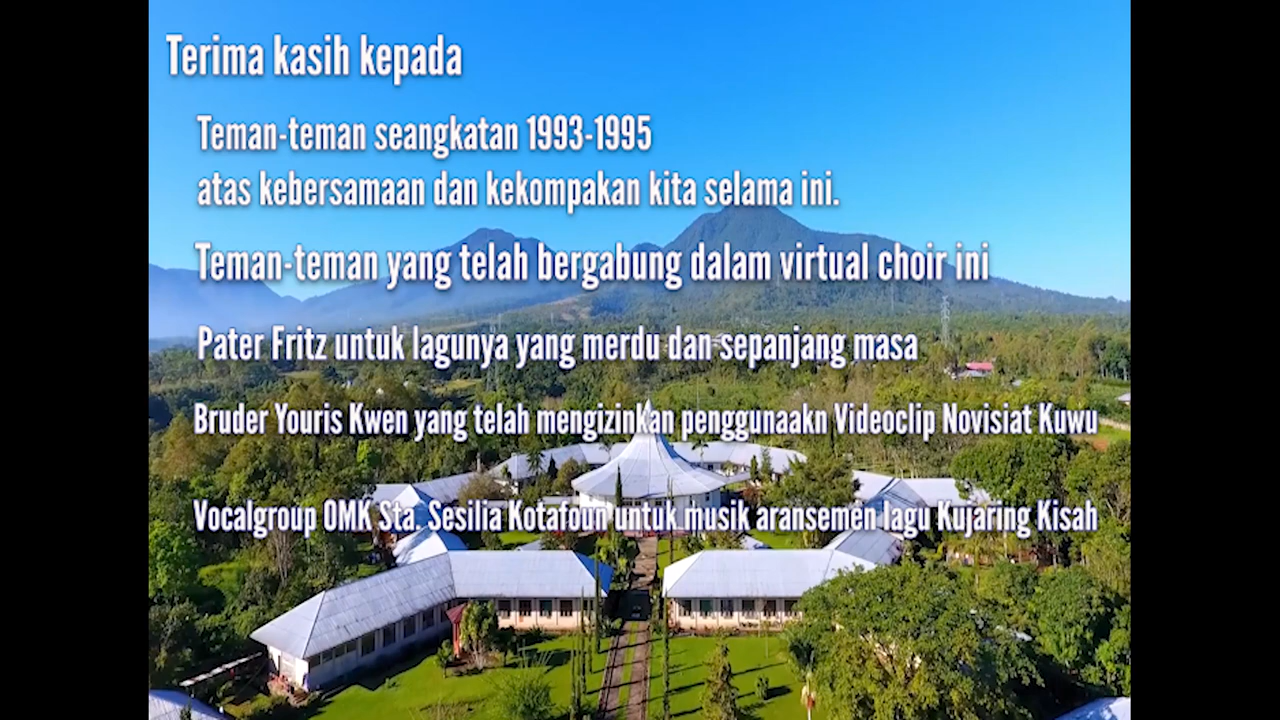 Terima kasih kepada
Teman-teman seangkatan 1993-1995
atas kebersamaan dan kekompakan kita selama ini.
Teman-teman yang telah bergabung dalam virtual choir ini
Pater Fritz untuk lagunya yang merdu dan sepanjang masa
Bruder Youris Kwen yang telah mengizinkan penggunaakn Videoclip Novisiat Kuwu
Vocalgroup OMK Sta. Sesilia Kotafoun untuk musik aransemen lagu Kujaring Kisah